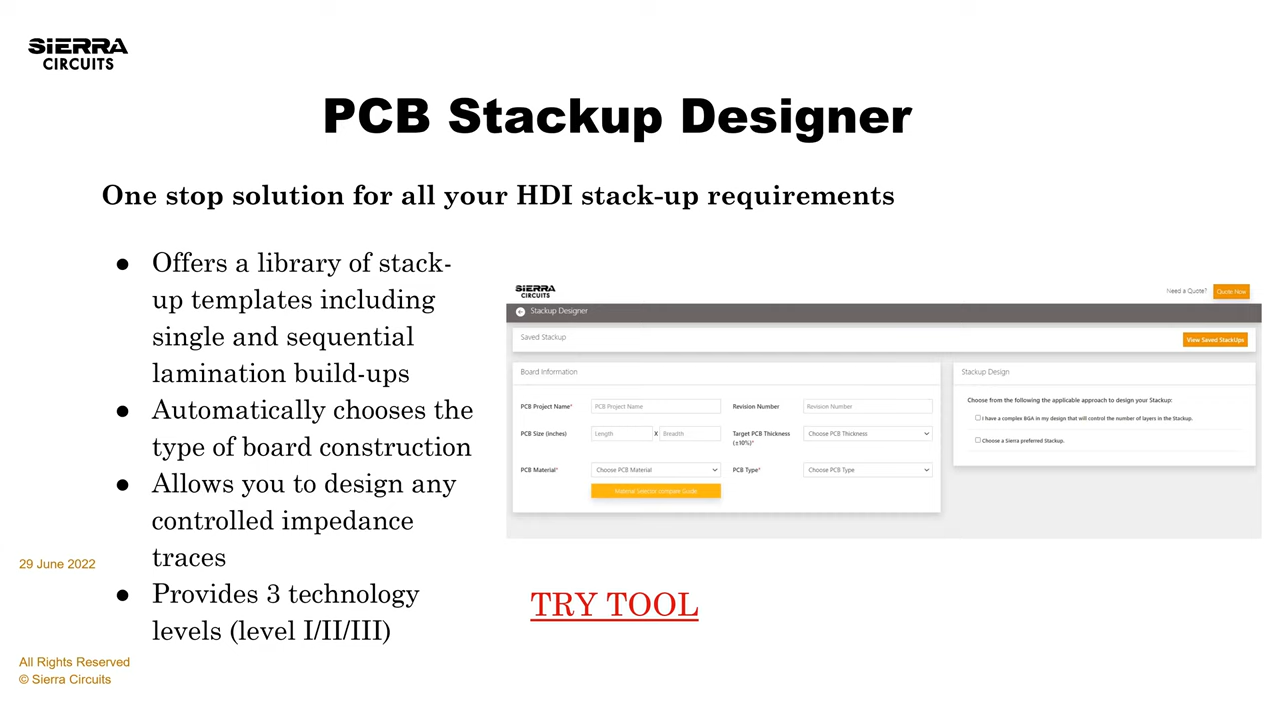 SIERRA
CIRCUITS
PCB Stackup Designer
One stop solution for all your HDI stack-up requirements
● Offers a library of stack-
up templates including
single and sequential
lamination build-ups
● Automatically chooses the
type of board construction
● Allows you to design any
controlled impedance
traces
● Provides 3 technology
levels (level I/II/III)
SIERRA
CIRCUITS
Need a Quote? Quote Now
Stackup Designer
Saved Stackup
View Saved StackUps
Board Information
PCB Project Name* PCB Project Name Revision Number Revision Number
PCB Size (inches) Length X Breadth Target PCB Thickness Choose PCB Thickness
(±10%)*
PCB Material* Choose PCB Material PCB Type* Choose PCB Type
Material Selector compare Guide
Stackup Design
Choose from the following the applicable approach to design your Stackup:
I have a complex BGA in my design that will control the number of layers in the Stackup.
Choose a Sierra preferred Stackup.
TRY TOOL
29 June 2022
All Rights Reserved
© Sierra Circuits